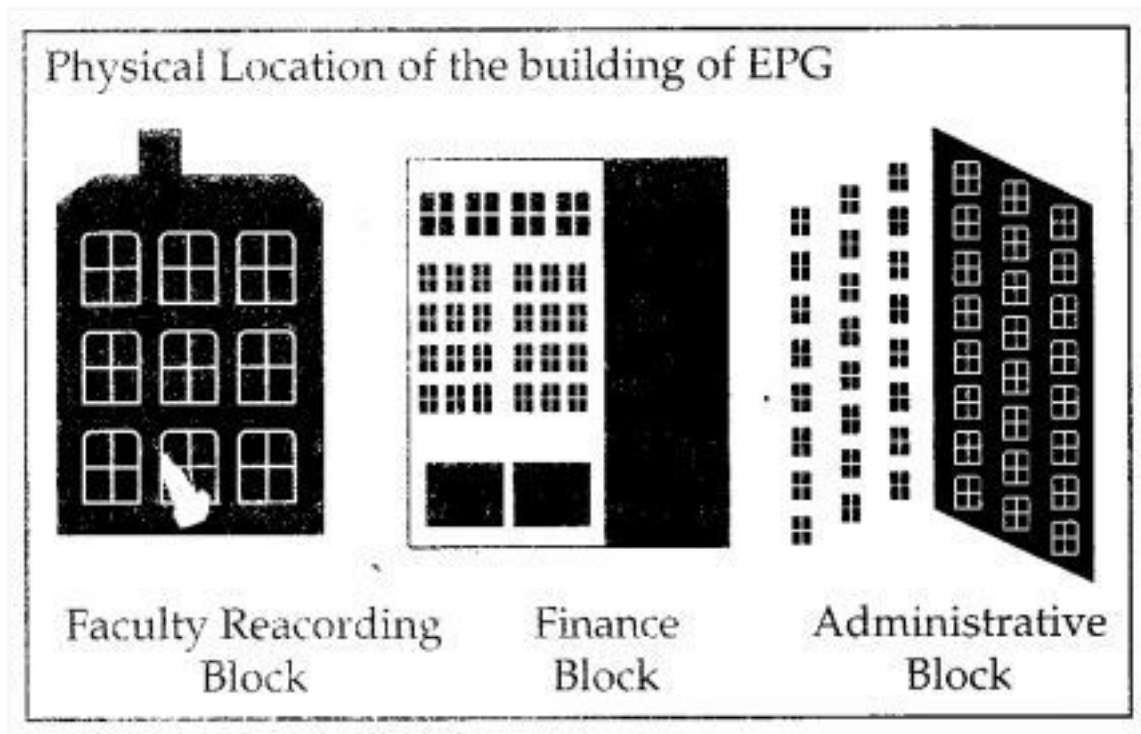 Physical Location of the building of EPG
Faculty Reacording
Block
Finance
Block
Administrative
Block